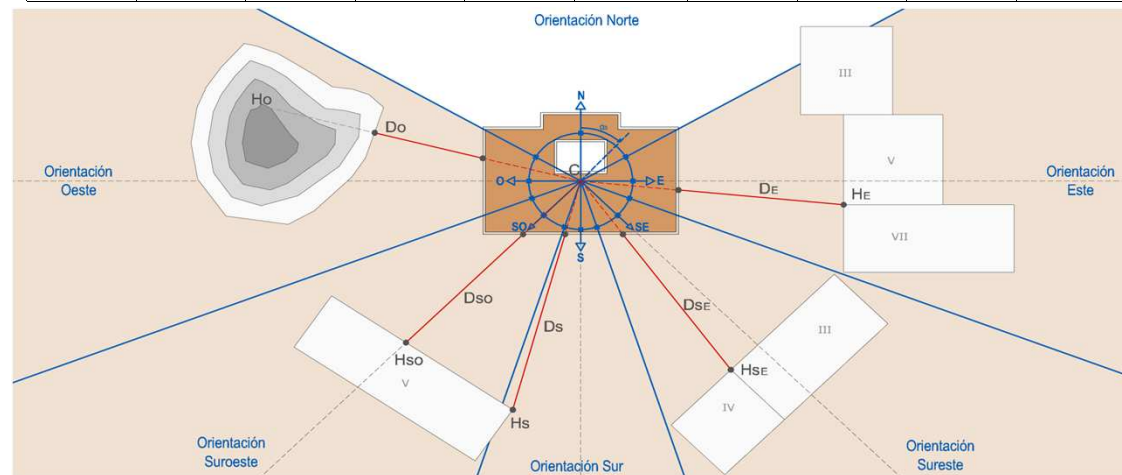 Orientación Norte
III
Ho
Do
N
On
C
V
Orientación
Oeste
O
E
DE
HE
Orientación
Este
SO
SE
S
VII
Dso
Ds
DSE
III
Hso
V
HSE
IV
Hs
Orientación
Suroeste
Orientación Sur
Orientación
Sureste